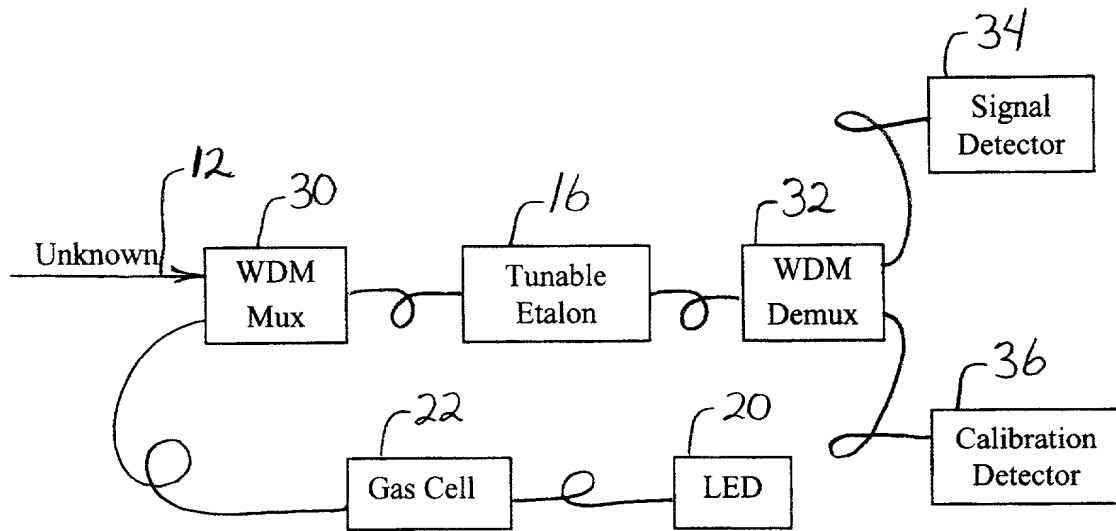 34
Signal
Detector
12
30
16
32
Unknown
WDM
Mux
Tunable
Etalon
WDM
Demux
22
20
36
Gas Cell
LED
Calibration
Detector